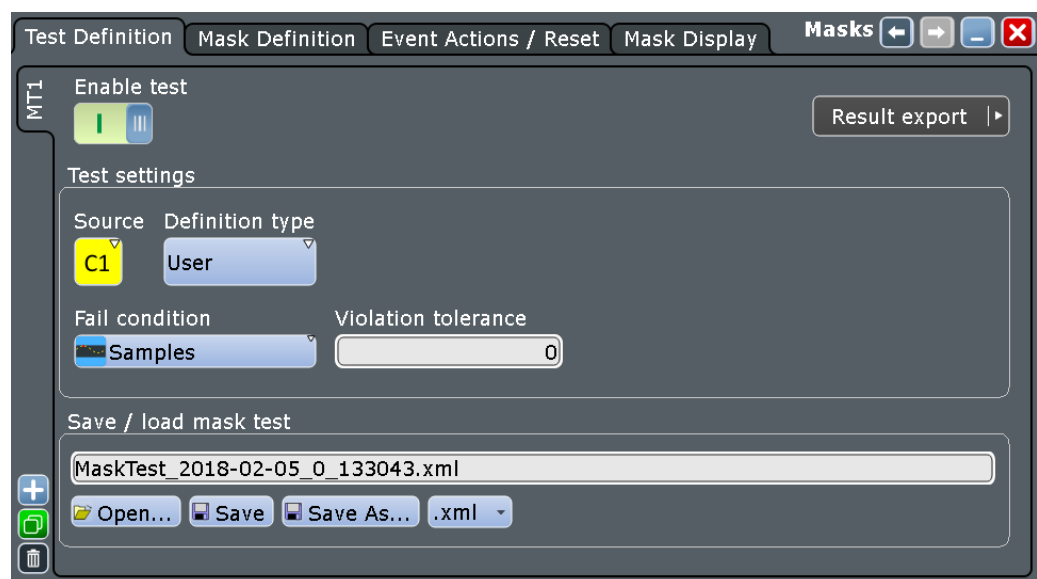 Test Definition Mask Definition Event Actions / Reset Mask Display Masks
MT1
Enable test
Result export
Test settings
Source Definition type
C1 User
Fail condition Violation tolerance
Samples 0
Save / load mask test
MaskTest_2018-02-05_0_133043.xml
Open... Save Save As... .xml